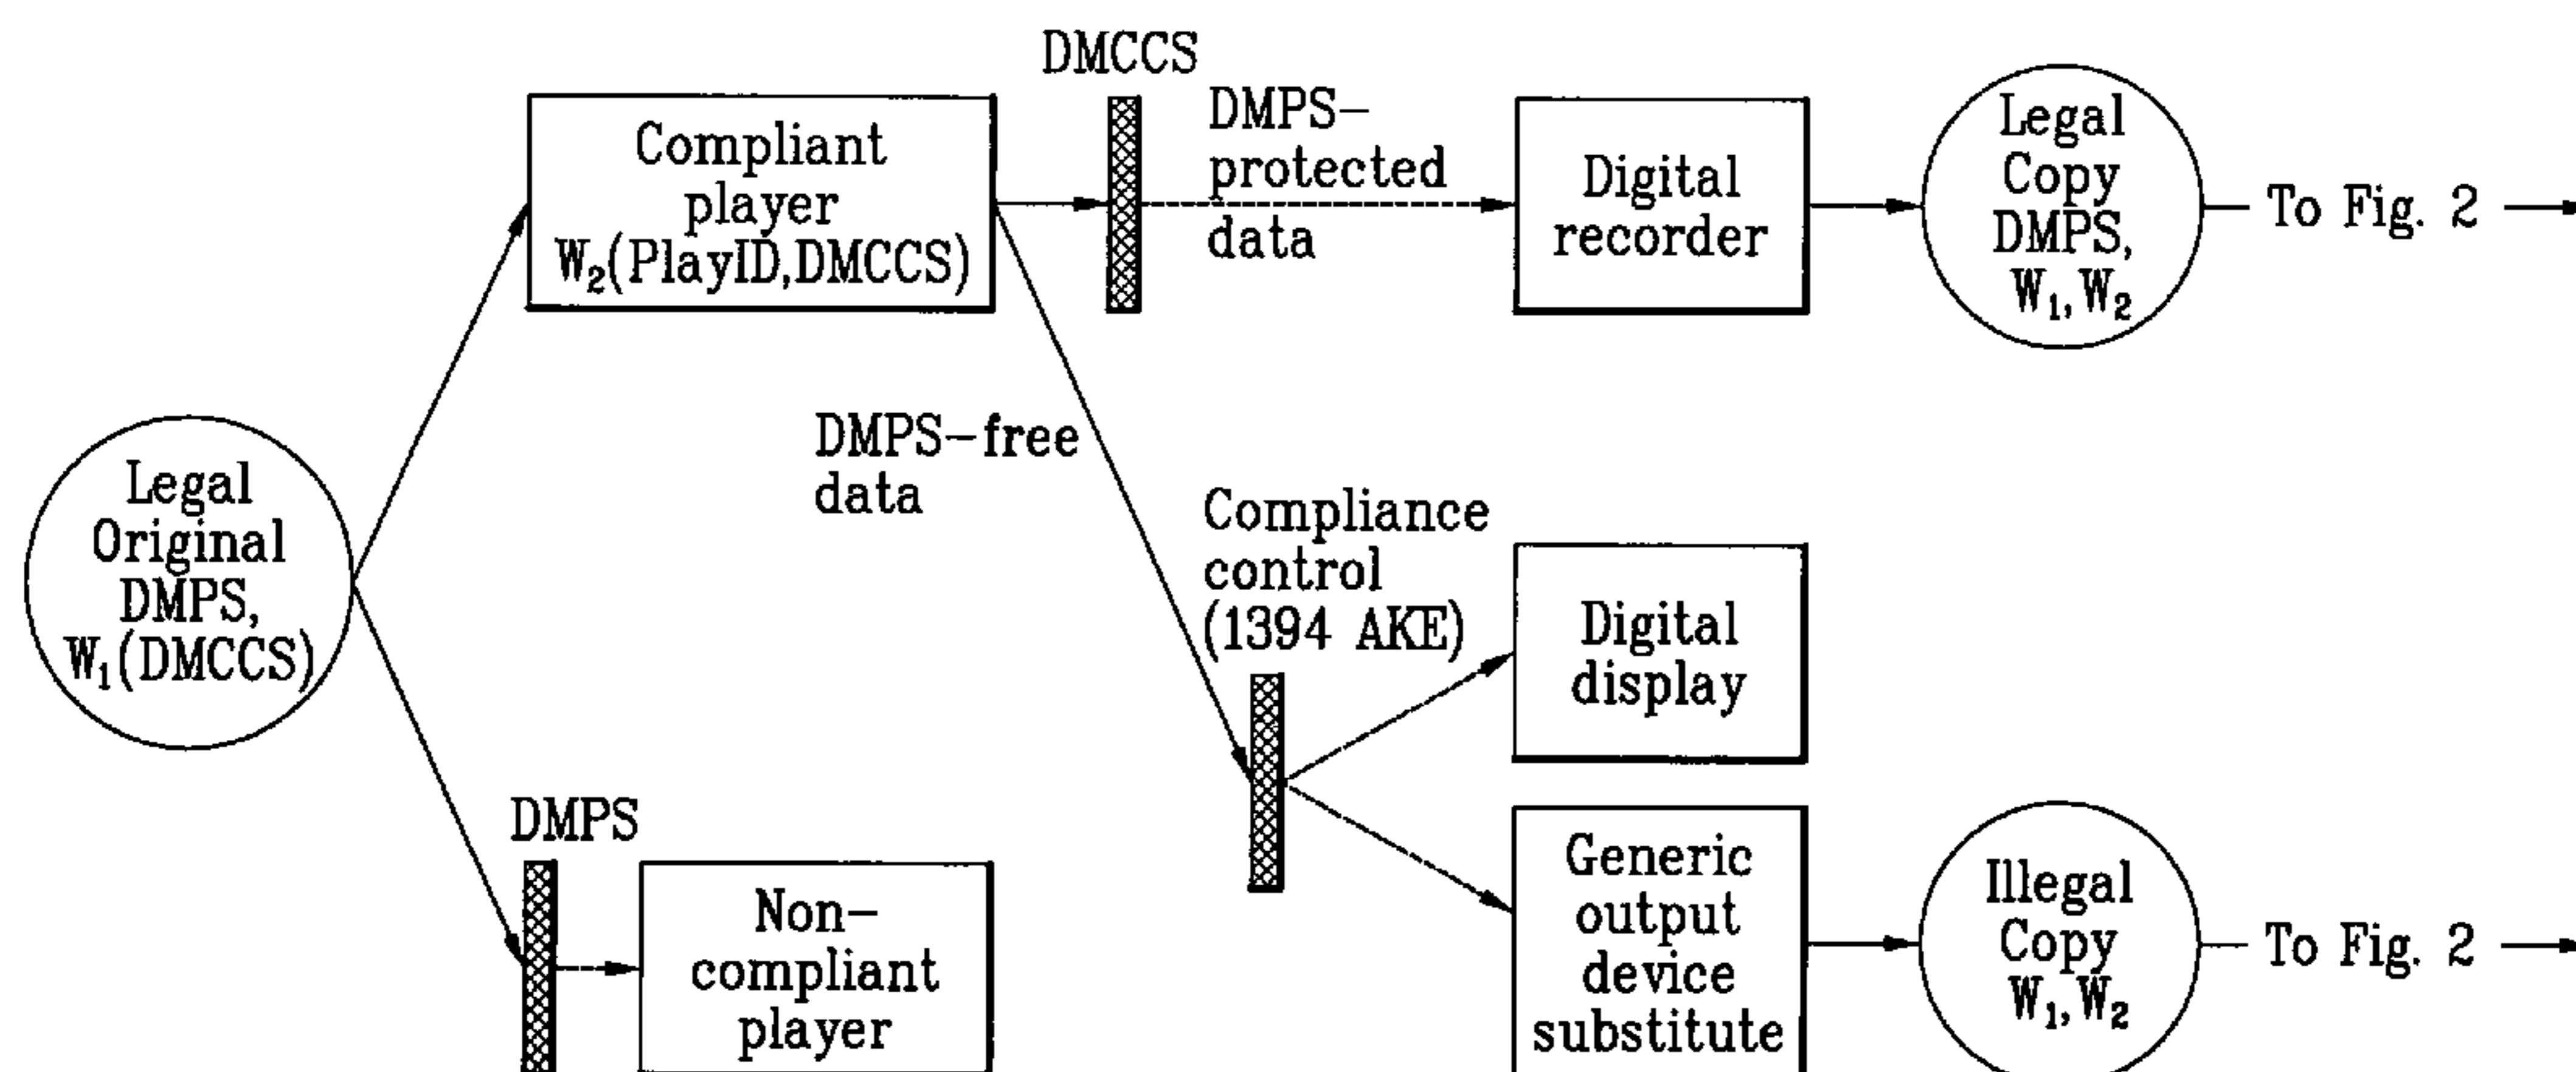 DMCCS
Compliant
player
W₂(PlayID,DMCCS)
DMPS-
protected
data
Digital
recorder
Legal
Copy
DMPS,
W₁, W₂
To Fig. 2
DMPS-free
data
Legal
Original
DMPS,
W₁(DMCCS)
Compliance
control
(1394 AKE)
Digital
display
DMPS
Non-
compliant
player
Generic
output
device
substitute
Illegal
Copy
W₁, W₂
To Fig. 2